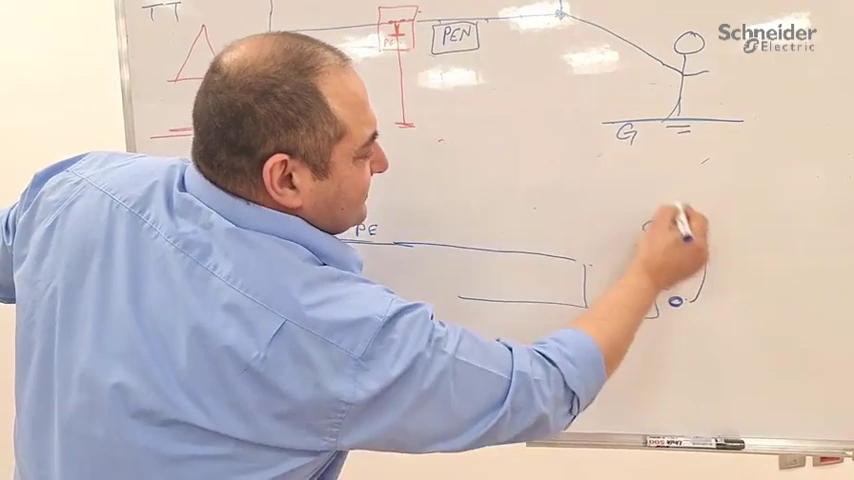 Schneider
Electric
TT
PEN
G
PE